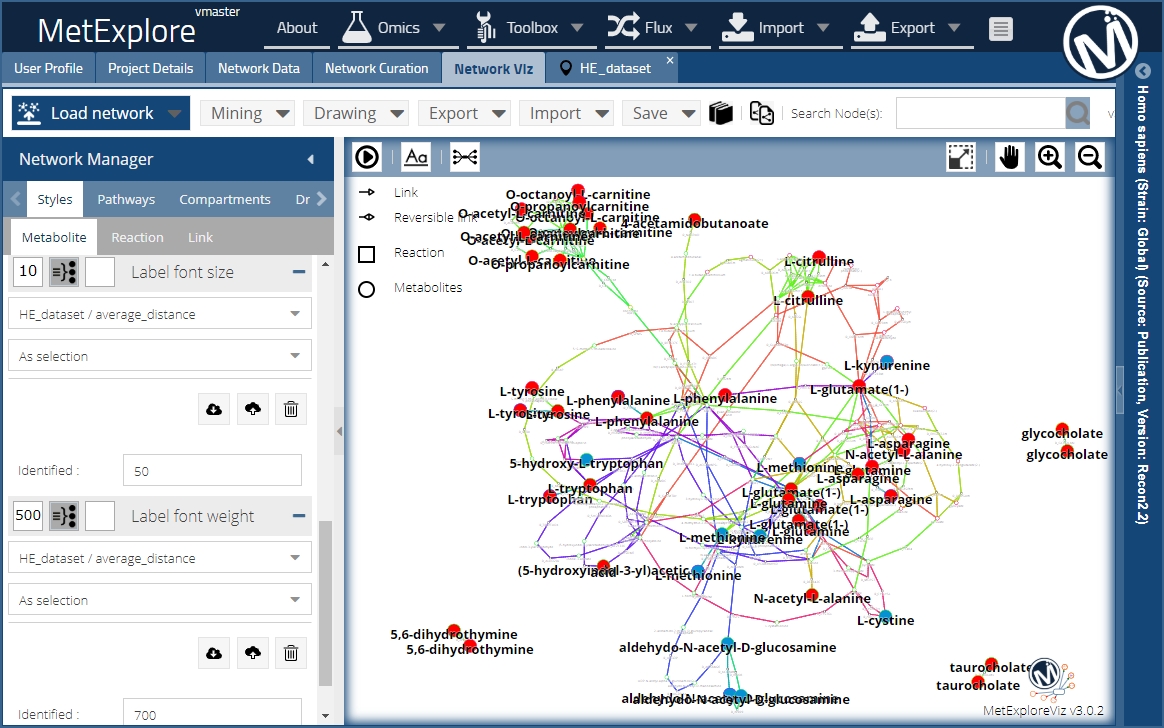 MetExplore vmaster
About Omics Toolbox Flux Import Export
User Profile Project Details Network Data Network Curation Network Viz HE_dataset ×
Load network Mining Drawing Export Import Save Search Node(s):
Network Manager
Styles Pathways Compartments Dr
Metabolite Reaction Link
10 Label font size
HE_dataset / average_distance
As selection
Identified : 50
500 Label font weight
HE_dataset / average_distance
As selection
Identified : 700
Aa
Link
Reversible link
Reaction
Metabolites
O-octanoyl-L-carnitine
O-propanoylcarnitine
O-acetyl-L-carnitine
O-octanoyl-L-carnitine
4-acetamidobutanoate
O-acetyl-L-carnitine
O-acetyl-L-carnitine
O-propanoylcarnitine
L-citrulline
L-citrulline
L-kynurenine
L-glutamate(1-)
L-tyrosine
L-phenylalanine
L-phenylalanine
L-tyrosine
L-tyrosine
L-phenylalanine
glycocholate
glycocholate
L-asparagine
N-acetyl-L-alanine
5-hydroxy-L-tryptophan
L-methionine
L-glutamine
L-asparagine
L-tryptophan
L-glutamate(1-)
L-tryptophan
L-asparagine
L-glutamine
L-glutamate(1-)
L-glutamate(1-)
L-glutamine
L-methionine
L-kynurenine
(5-hydroxyindol-3-yl)acetic
acid
L-methionine
N-acetyl-L-alanine
L-cystine
5,6-dihydrothymine
5,6-dihydrothymine
aldehydo-N-acetyl-D-glucosamine
taurocholate
taurocholate
aldehydo-N-acetyl-D-glucosamine
aldehydo-N-acetyl-D-glucosamine
MetExploreViz v3.0.2
Homo sapiens (Strain: Global) (Source: Publication, Version: Recon2.2)